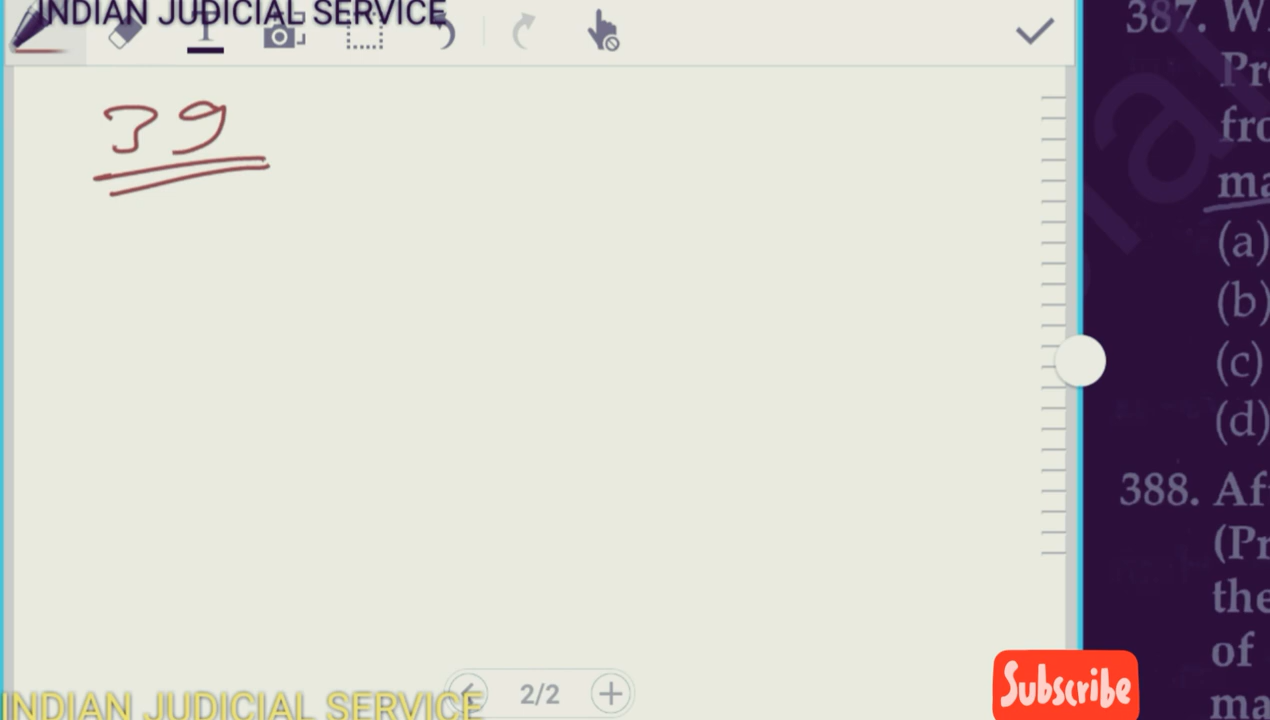 INDIAN JUDICIAL SERVICE
T
39
2/2
INDIAN JUDICIAL SERVICE
Subscribe
387. W
Pr
fro
ma
(a)
(b)
(c)
(d)
388. Af
(Pr
the
of
ma